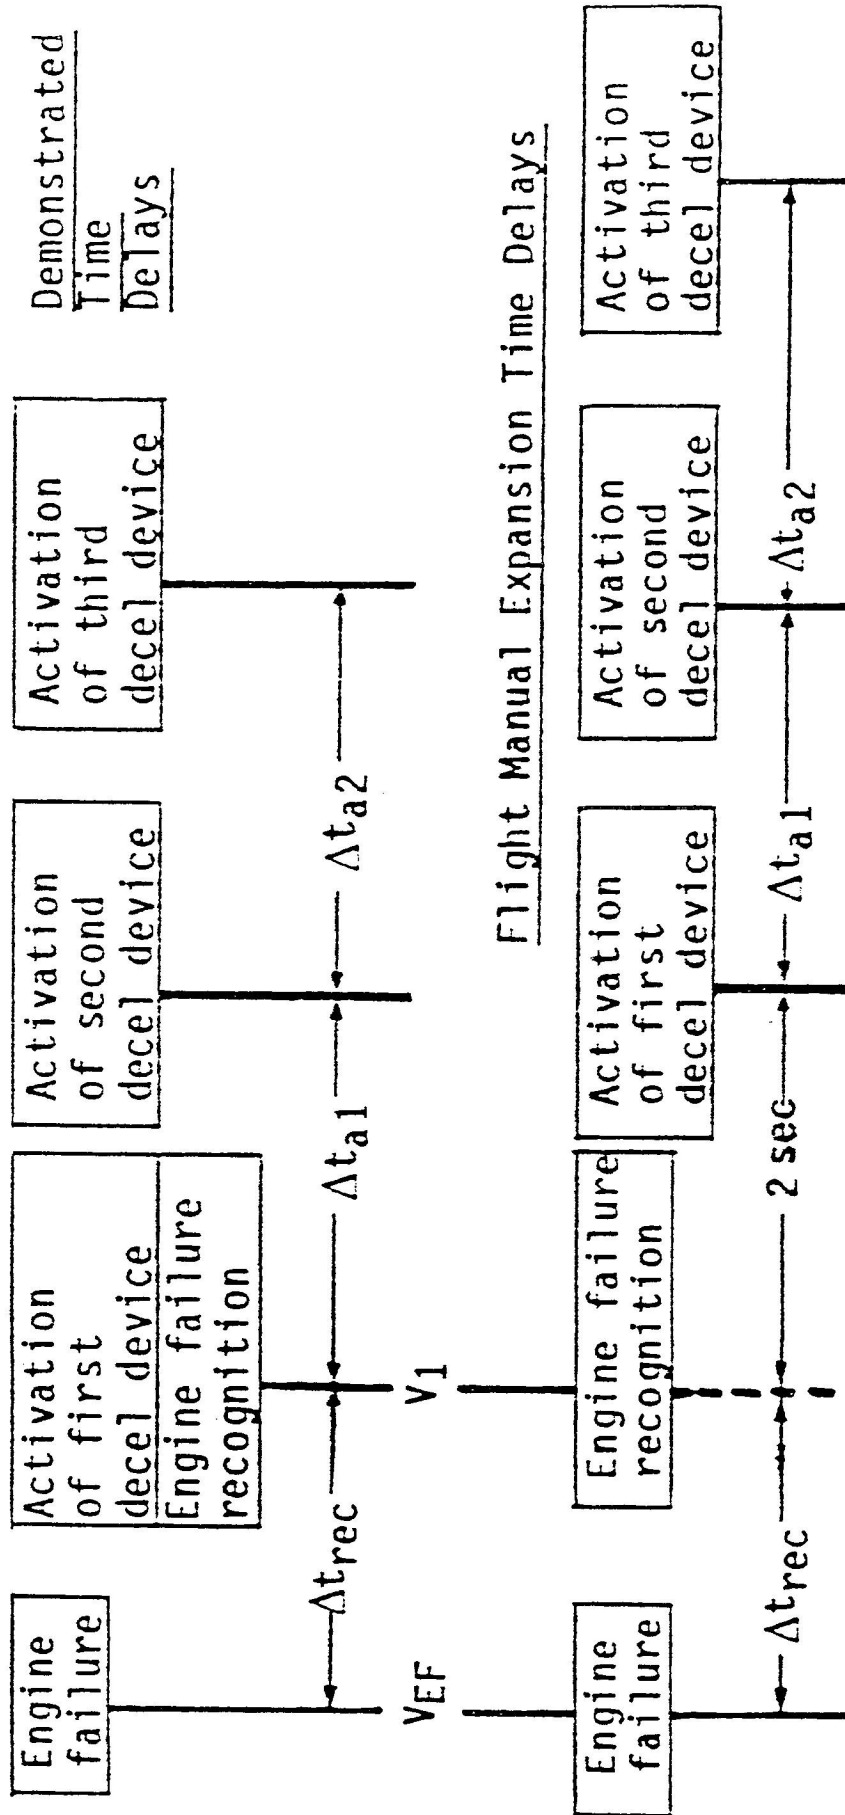 Demonstrated
Time
Delays
Engine
failure
Activation
of first
decel device
Engine failure
recognition
Activation
of second
decel device
Activation
of third
decel device
Δt_rec
Δt_a1
Δt_a2
V_EF
V_1
Flight Manual Expansion Time Delays
Engine
failure
Engine failure
recognition
Activation
of first
decel device
Activation
of second
decel device
Activation
of third
decel device
Δt_rec
2 sec
Δt_a1
Δt_a2